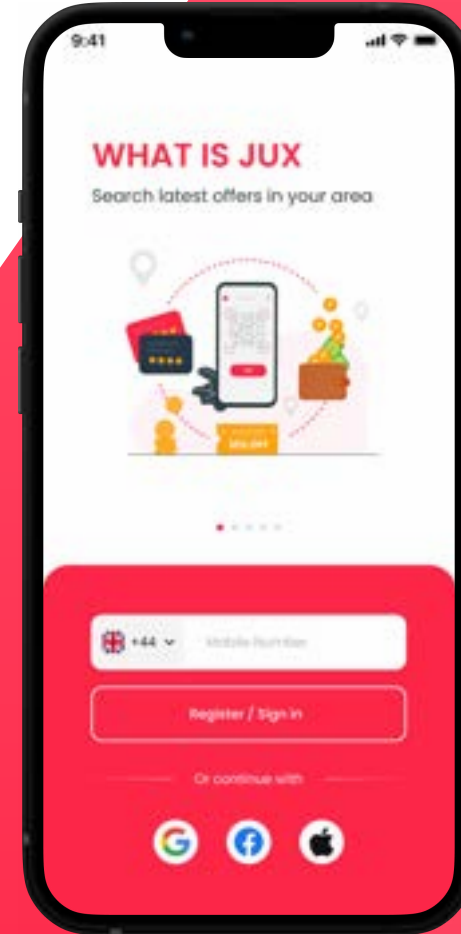 9:41
WHAT IS JUX
Search latest offers in your area
+44 Mobile Number
Register / Sign in
Or continue with